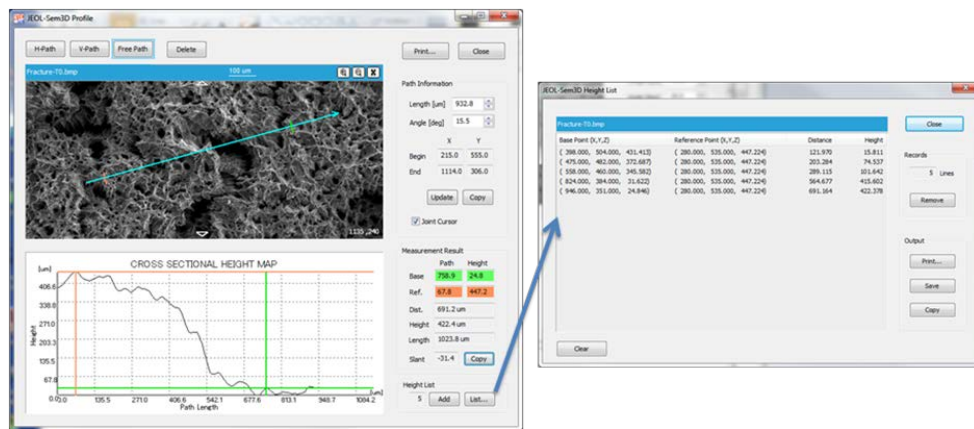 JEOL-Sem3D Profile
H-Path V-Path Free Path Delete Print... Close
Fracture-T0.bmp 100 um
1135 ,240
Path Information
Length [um] 932.8
Angle [deg] 15.5
X Y
Begin 215.0 555.0
End 1114.0 306.0
Update Copy
Joint Cursor
Measurement Result
Path Height
Base 758.9 24.8
Ref. 67.8 447.2
Dist. 691.2 um
Height 422.4 um
Length 1023.8 um
Slant -31.4 Copy
Height List
5 Add List...
CROSS SECTIONAL HEIGHT MAP
[um]
406.6
338.8
271.0
203.3
135.5
67.8
Height
0.0 135.5 271.0 406.6 542.1 677.6 813.1 948.7 1084.2 [um]
Path Length
JEOL-Sem3D Height List
Fracture-T0.bmp
Base Point (X,Y,Z) Reference Point (X,Y,Z) Distance Height
( 398.000, 504.000, 431.413) ( 280.000, 535.000, 447.224) 121.970 15.811
( 475.000, 482.000, 372.687) ( 280.000, 535.000, 447.224) 203.284 74.537
( 558.000, 460.000, 345.582) ( 280.000, 535.000, 447.224) 289.115 101.642
( 824.000, 384.000, 31.622) ( 280.000, 535.000, 447.224) 564.677 415.602
( 946.000, 351.000, 24.846) ( 280.000, 535.000, 447.224) 691.164 422.378
Close
Records
5 Lines
Remove
Output
Print...
Save
Copy
Clear